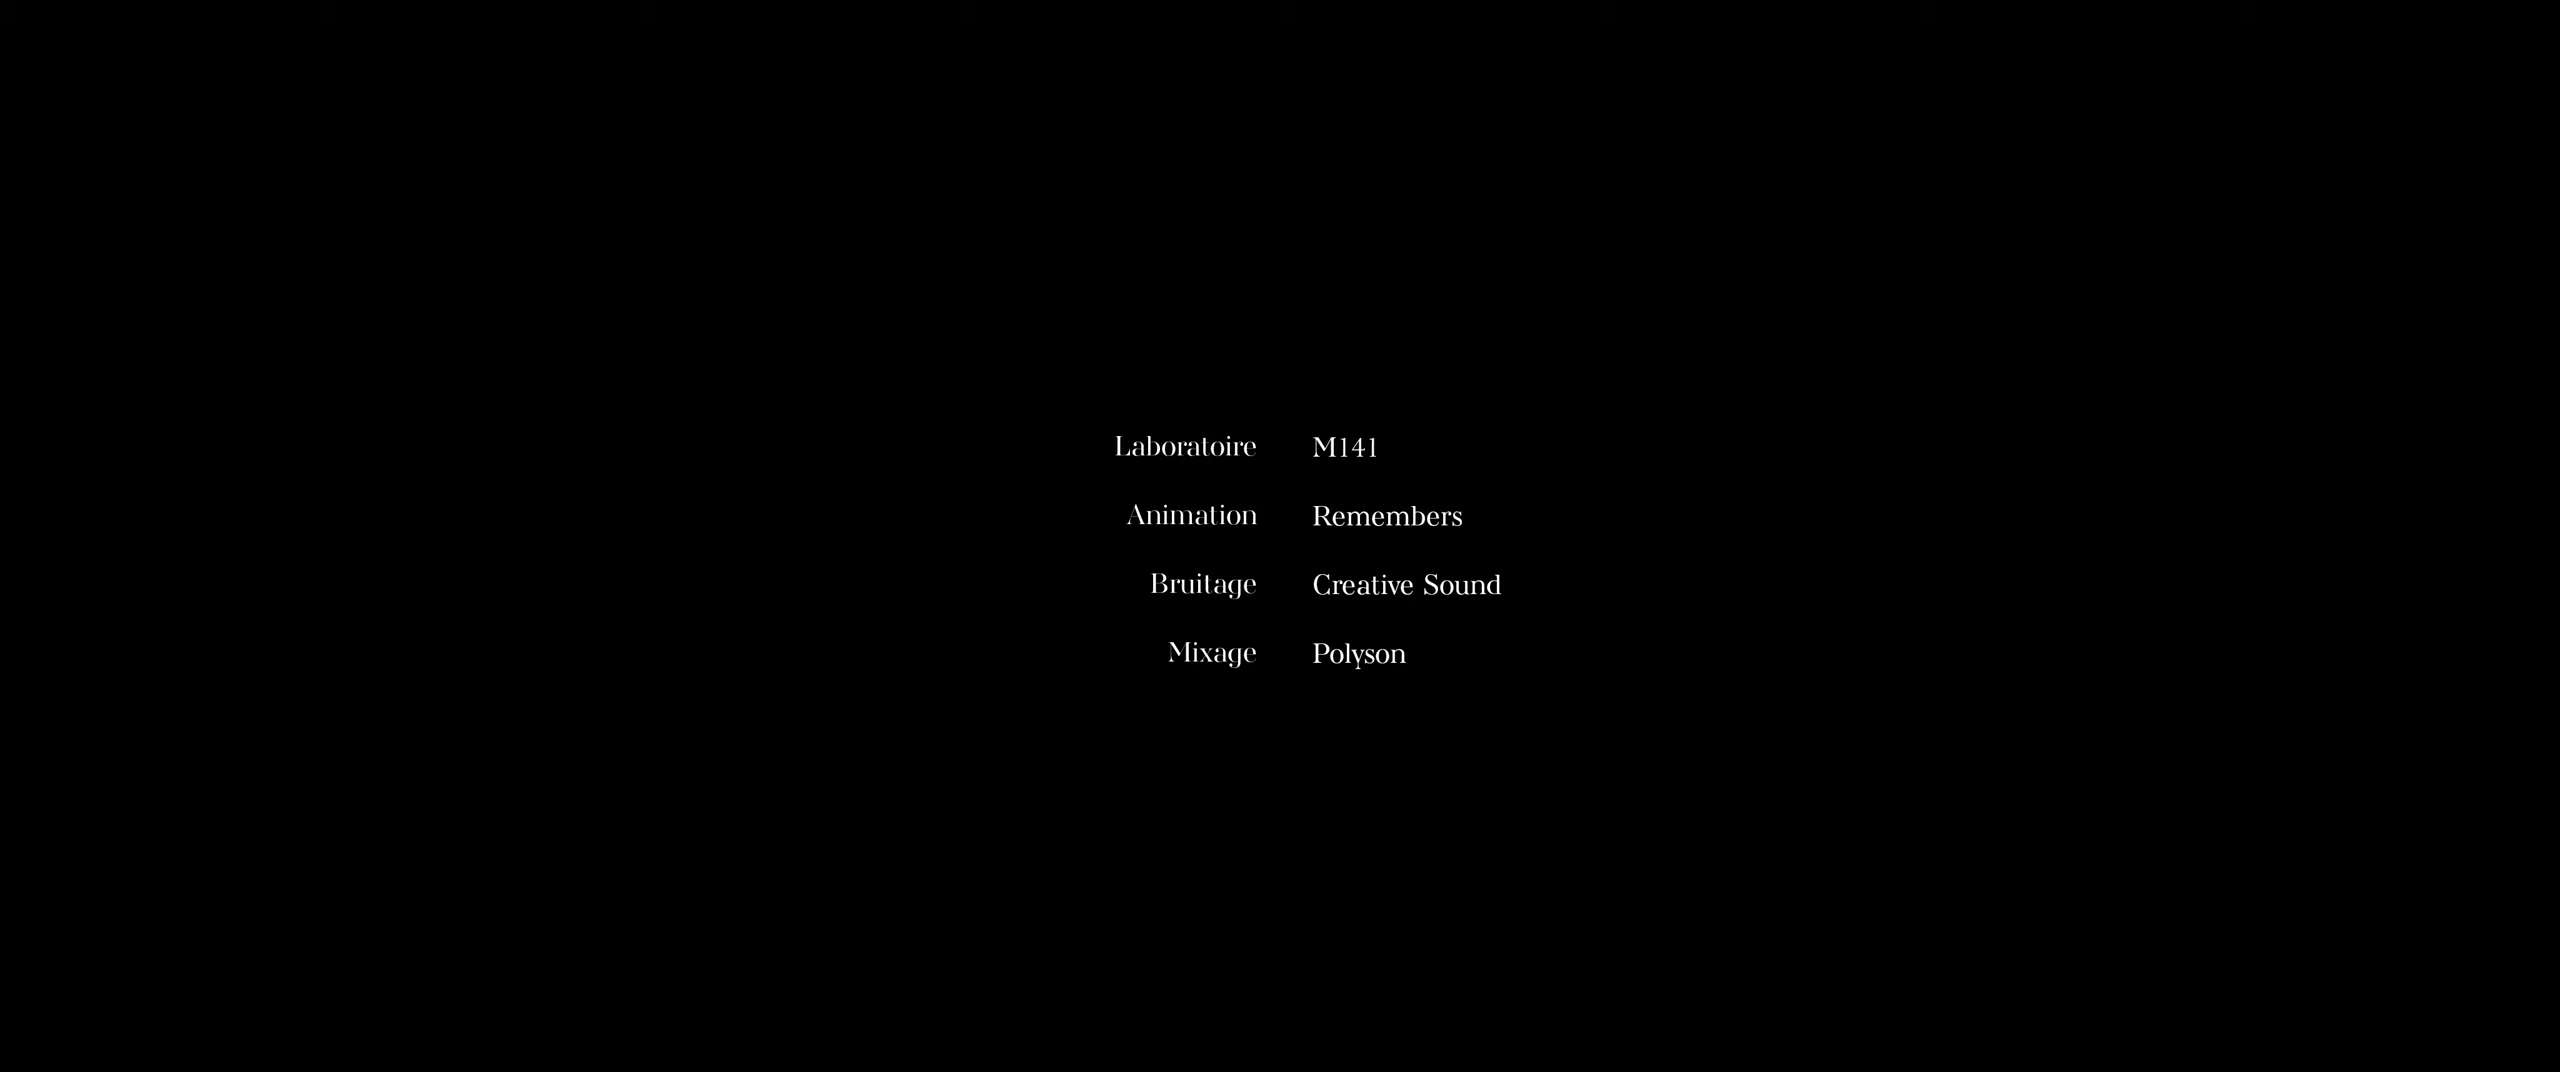 Laboratoire M141
Animation Remembers
Bruitage Creative Sound
Mixage Polyson